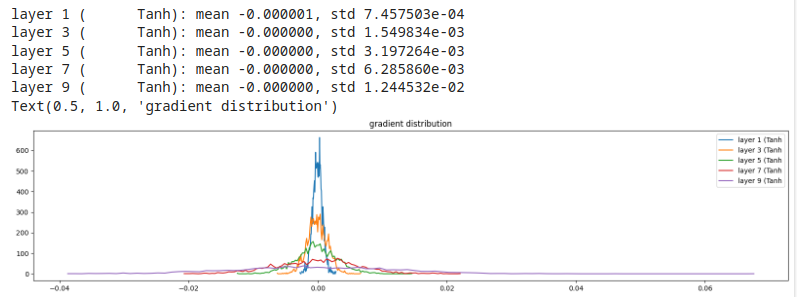 layer 1 (      Tanh): mean -0.000001, std 7.457503e-04
layer 3 (      Tanh): mean -0.000000, std 1.549834e-03
layer 5 (      Tanh): mean -0.000000, std 3.197264e-03
layer 7 (      Tanh): mean -0.000000, std 6.285860e-03
layer 9 (      Tanh): mean -0.000000, std 1.244532e-02
Text(0.5, 1.0, 'gradient distribution')
gradient distribution
600
500
400
300
200
100
0
layer 1 (Tanh
layer 3 (Tanh
layer 5 (Tanh
layer 7 (Tanh
layer 9 (Tanh
−0.04 −0.02 0.00 0.02 0.04 0.06